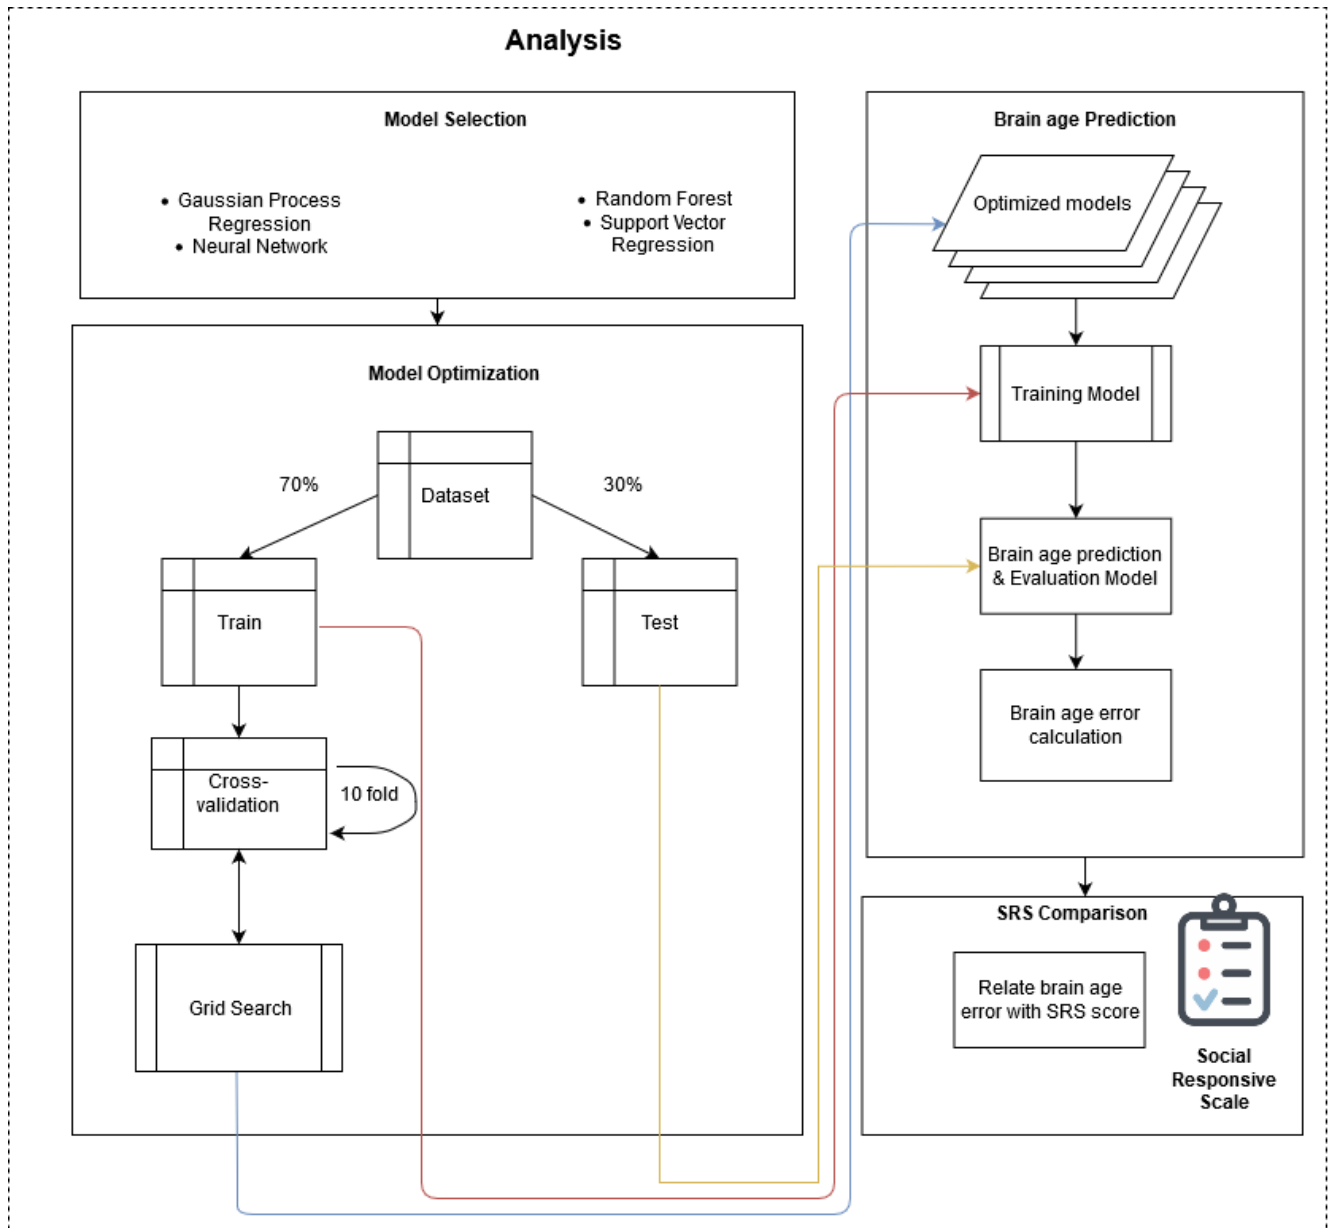 Analysis
Model Selection
• Gaussian Process
Regression
• Neural Network
• Random Forest
• Support Vector
Regression
Model Optimization
Dataset
70%
30%
Train
Test
Cross-
validation
10 fold
Grid Search
Brain age Prediction
Optimized models
Training Model
Brain age prediction
& Evaluation Model
Brain age error
calculation
SRS Comparison
Relate brain age
error with SRS score
Social
Responsive
Scale